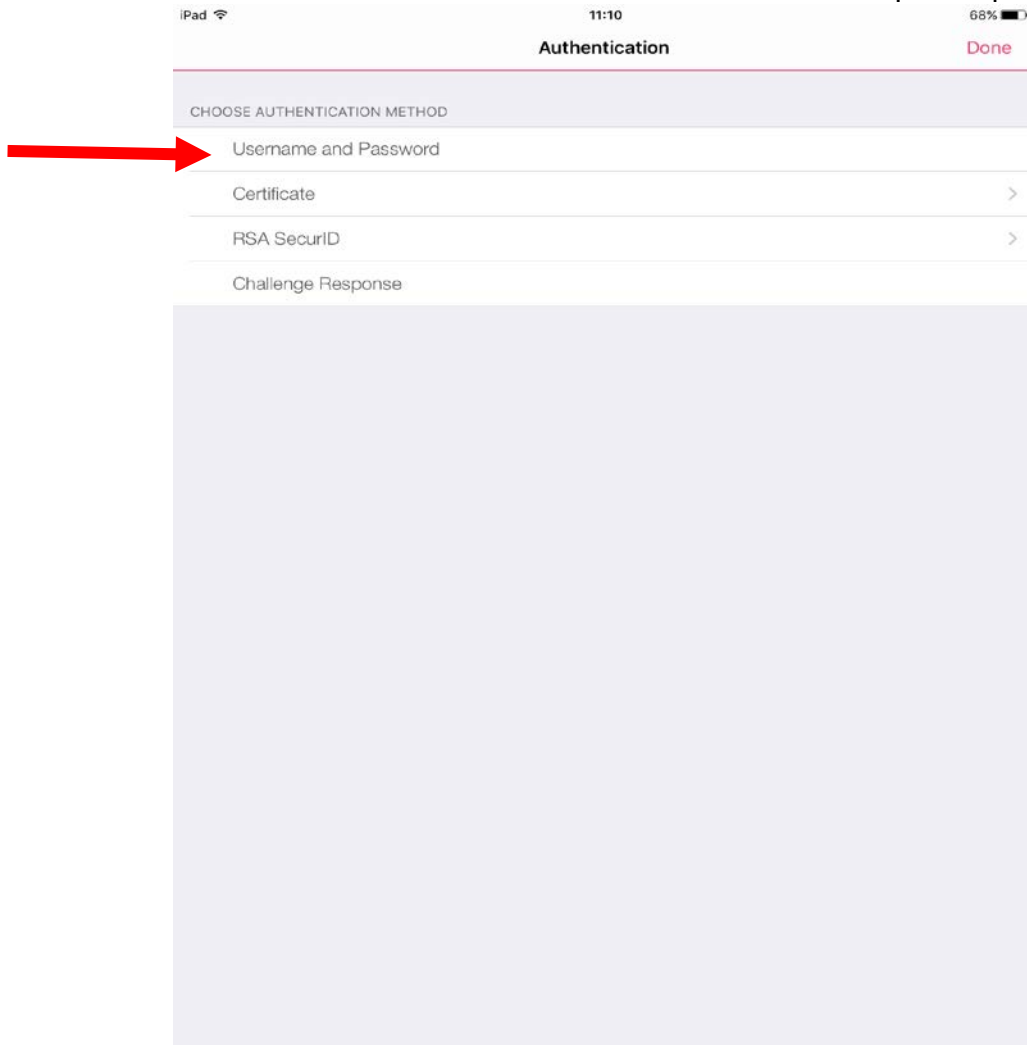 iPad 11:10 68%
Authentication Done
CHOOSE AUTHENTICATION METHOD
Username and Password
Certificate
RSA SecurID
Challenge Response